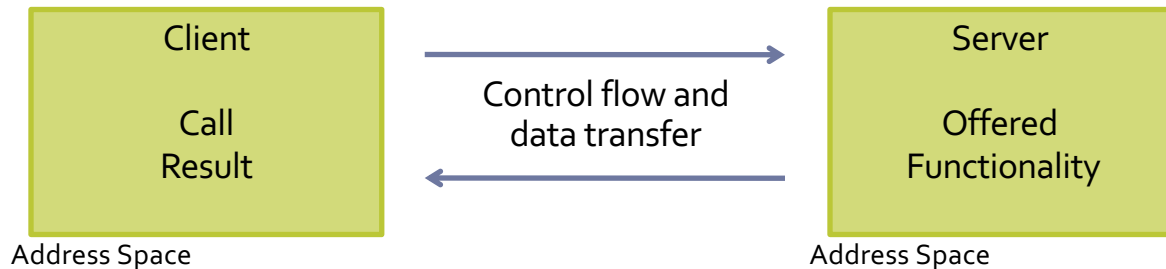 Client
Call
Result
Address Space
Control flow and
data transfer
Server
Offered
Functionality
Address Space